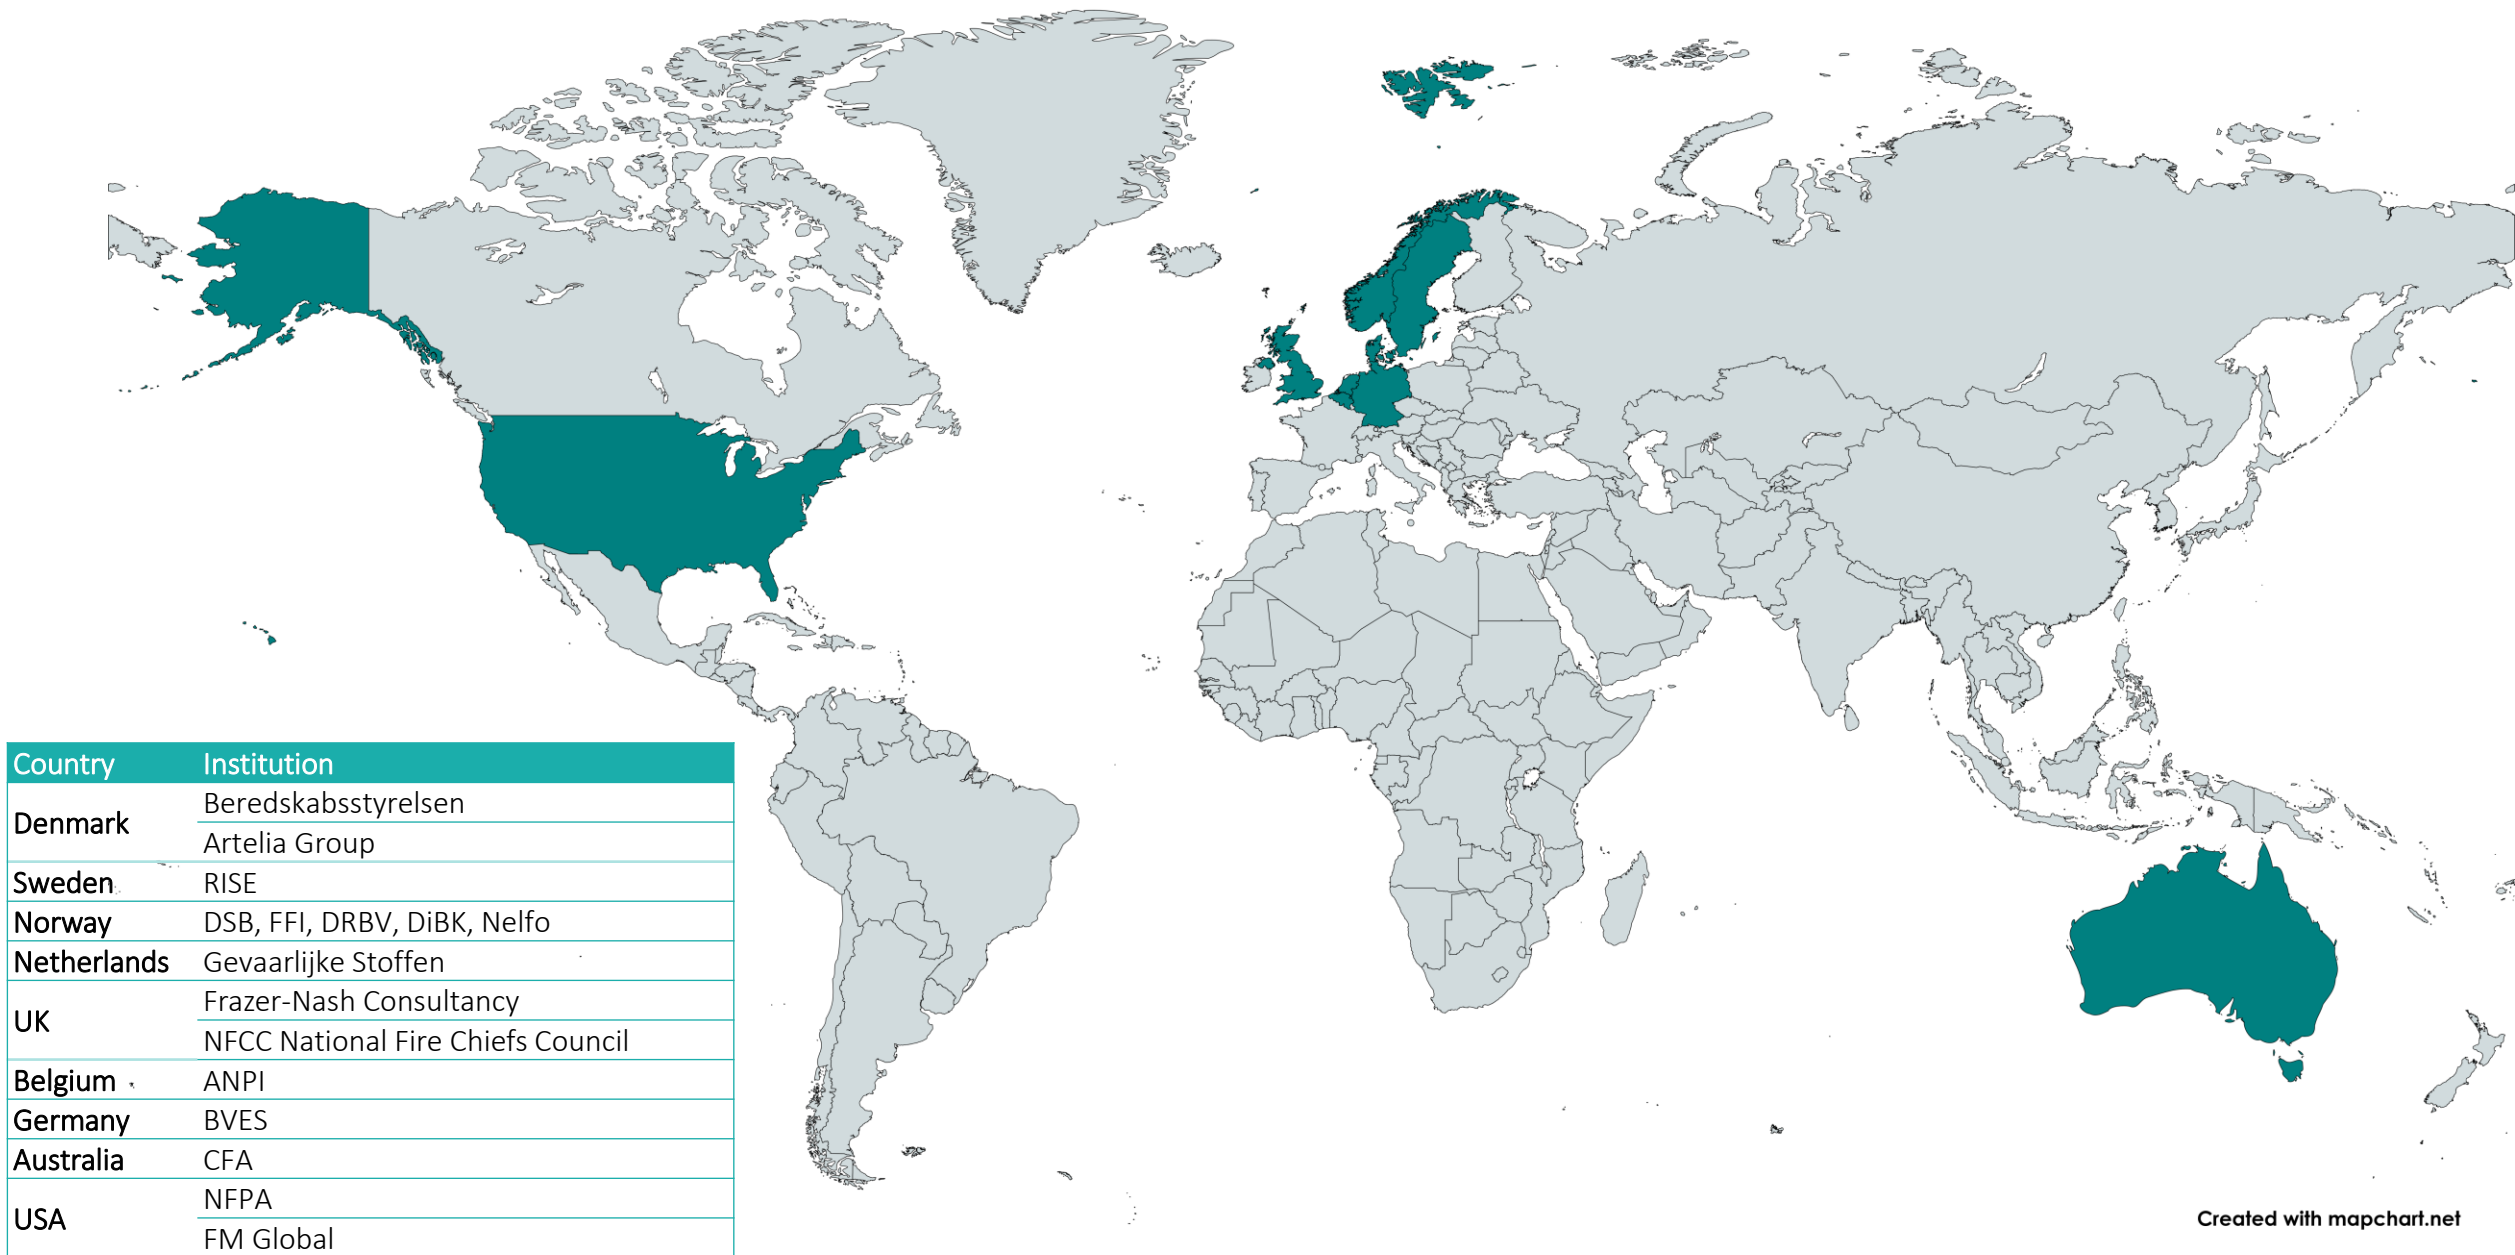 Country Institution
Denmark Beredskabsstyrelsen
Artelia Group
Sweden RISE
Norway DSB, FFI, DRBV, DiBK, Nelfo
Netherlands Gevaarlijke Stoffen
UK Frazer-Nash Consultancy
NFCC National Fire Chiefs Council
Belgium ANPI
Germany BVES
Australia CFA
USA NFPA
FM Global
Created with mapchart.net